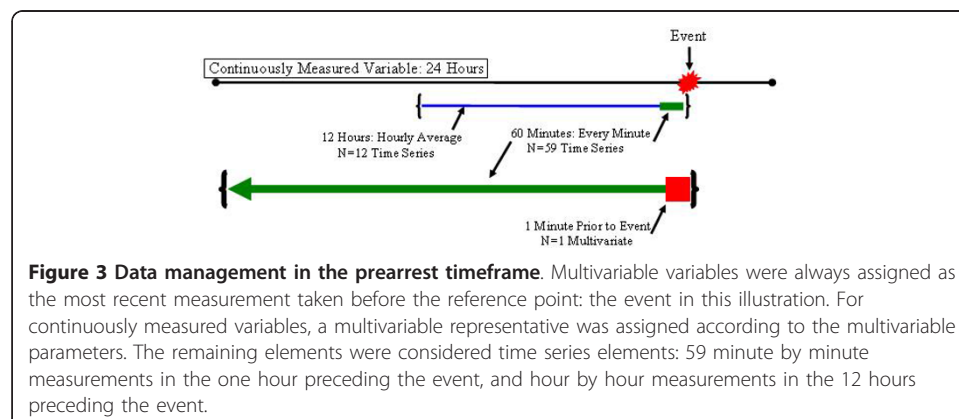 Event
Continuously Measured Variable: 24 Hours
12 Hours: Hourly Average
N=12 Time Series
60 Minutes: Every Minute
N=59 Time Series
1 Minute Prior to Event
N=1 Multivariate
Figure 3 Data management in the prearrest timeframe. Multivariable variables were always assigned as
the most recent measurement taken before the reference point: the event in this illustration. For
continuously measured variables, a multivariable representative was assigned according to the multivariable
parameters. The remaining elements were considered time series elements: 59 minute by minute
measurements in the one hour preceding the event, and hour by hour measurements in the 12 hours
preceding the event.